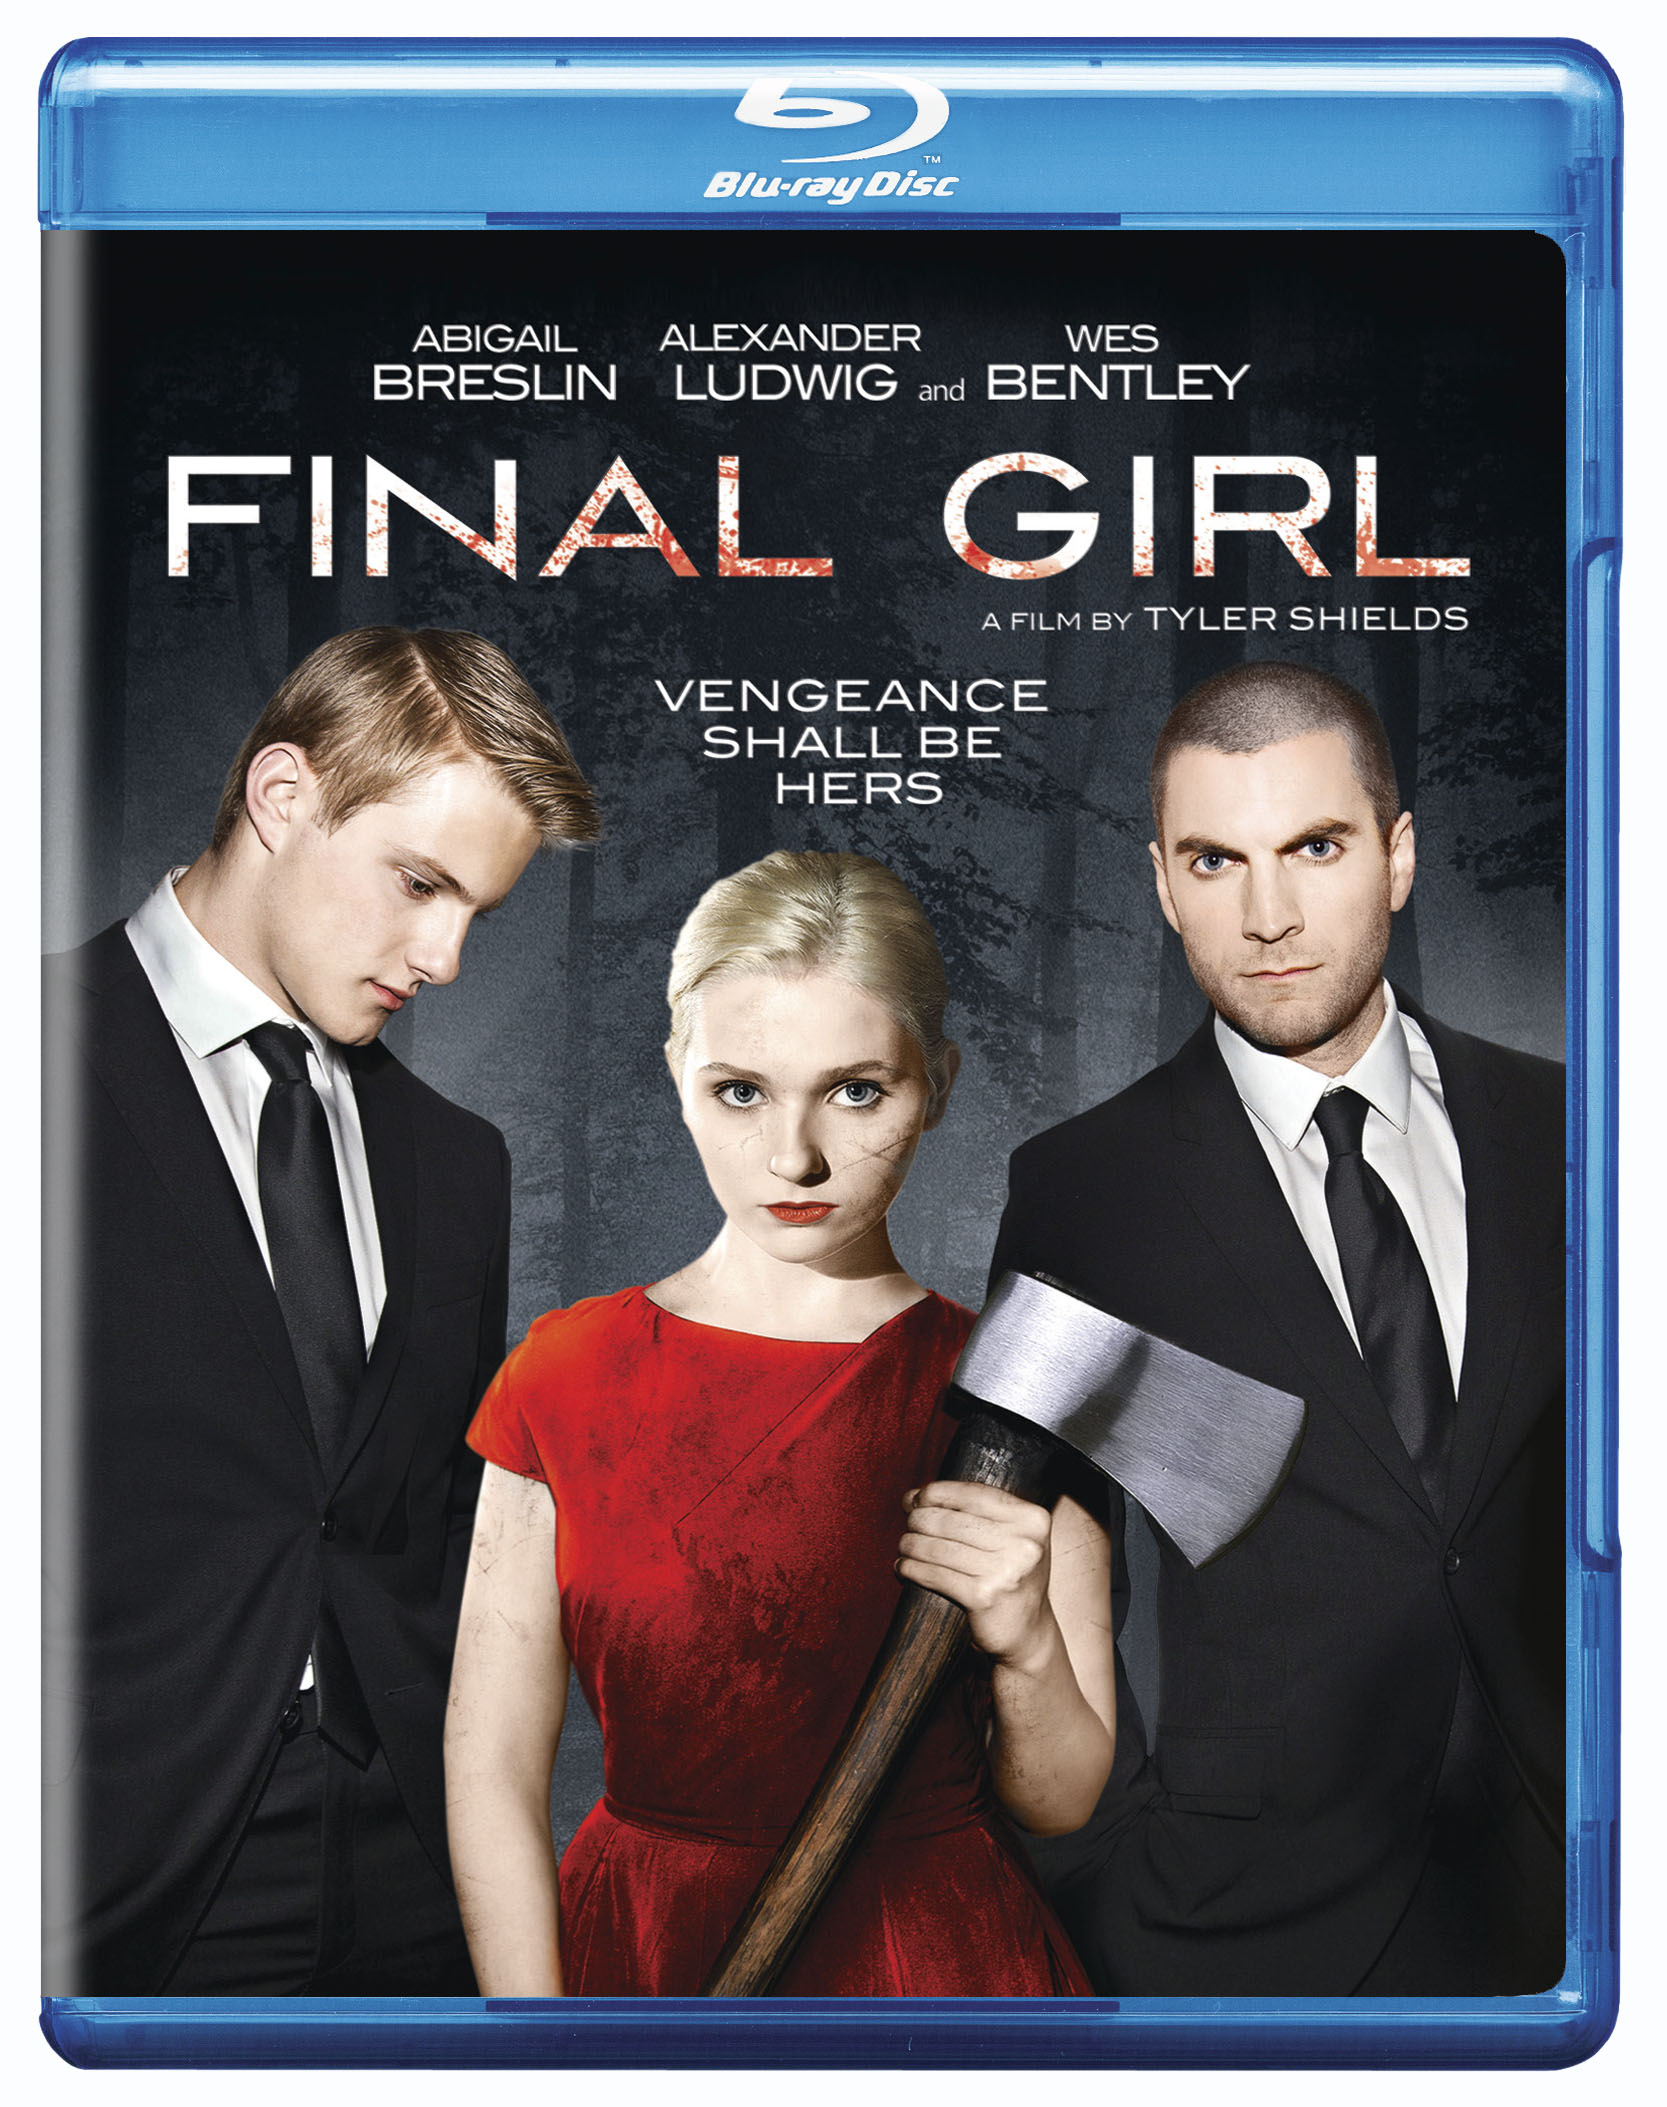 Blu-ray Disc™
ABIGAIL ALEXANDER WES
BRESLIN LUDWIG and BENTLEY
FINAL GIRL
A FILM BY TYLER SHIELDS
VENGEANCE
SHALL BE
HERS